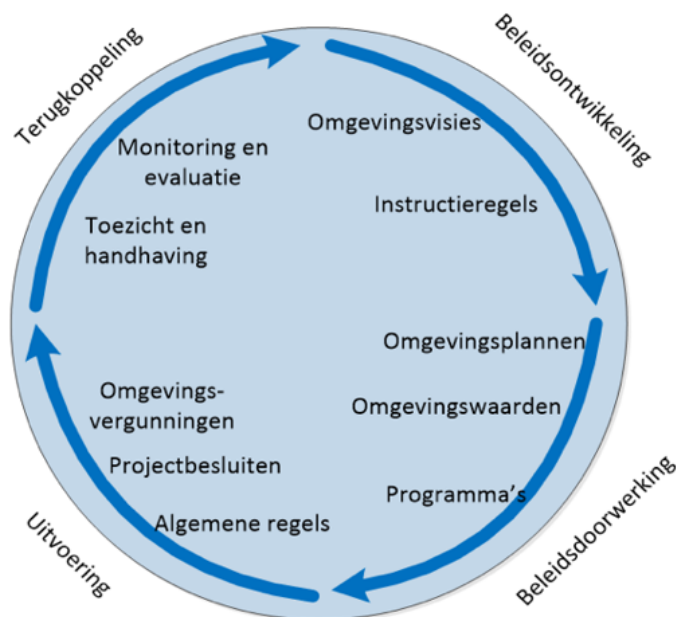 Terugkoppeling
Beleidsontwikkeling
Omgevingsvisies
Monitoring en
evaluatie
Instructieregels
Toezicht en
handhaving
Omgevingsplannen
Omgevings-
vergunningen
Omgevingswaarden
Projectbesluiten
Programma's
Algemene regels
Uitvoering
Beleidsdoorwerking